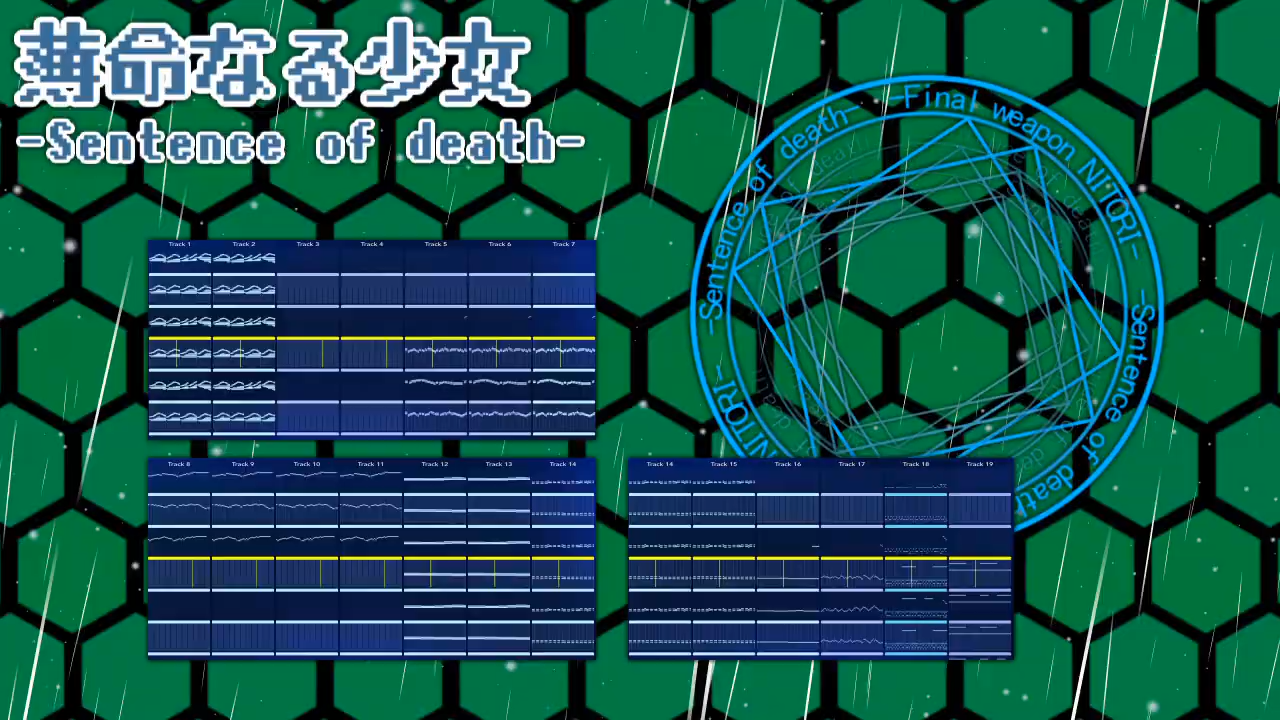 薄命なる少女
-Sentence of death-
-Sentence of death- -Final weapon NITORI- -Sentence of death
NITORI-
Track 1 Track 2 Track 3 Track 4 Track 5 Track 6 Track 7
Track 8 Track 9 Track 10 Track 11 Track 12 Track 13 Track 14
Track 14 Track 15 Track 16 Track 17 Track 18 Track 19